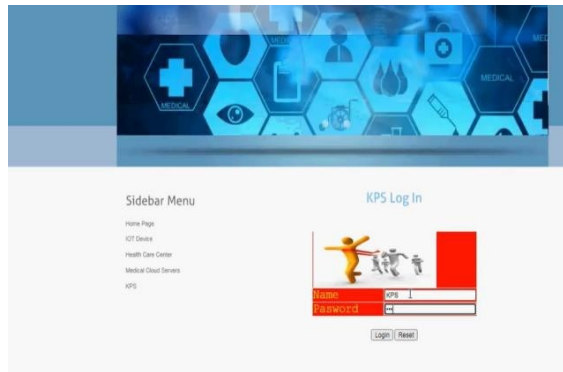 MEDICAL
MEDICAL
Sidebar Menu
Home Page
IOT Device
Health Care Center
Medical Cloud Servers
KPS
KPS Log In
Name KPS
Pasword
Login Reset